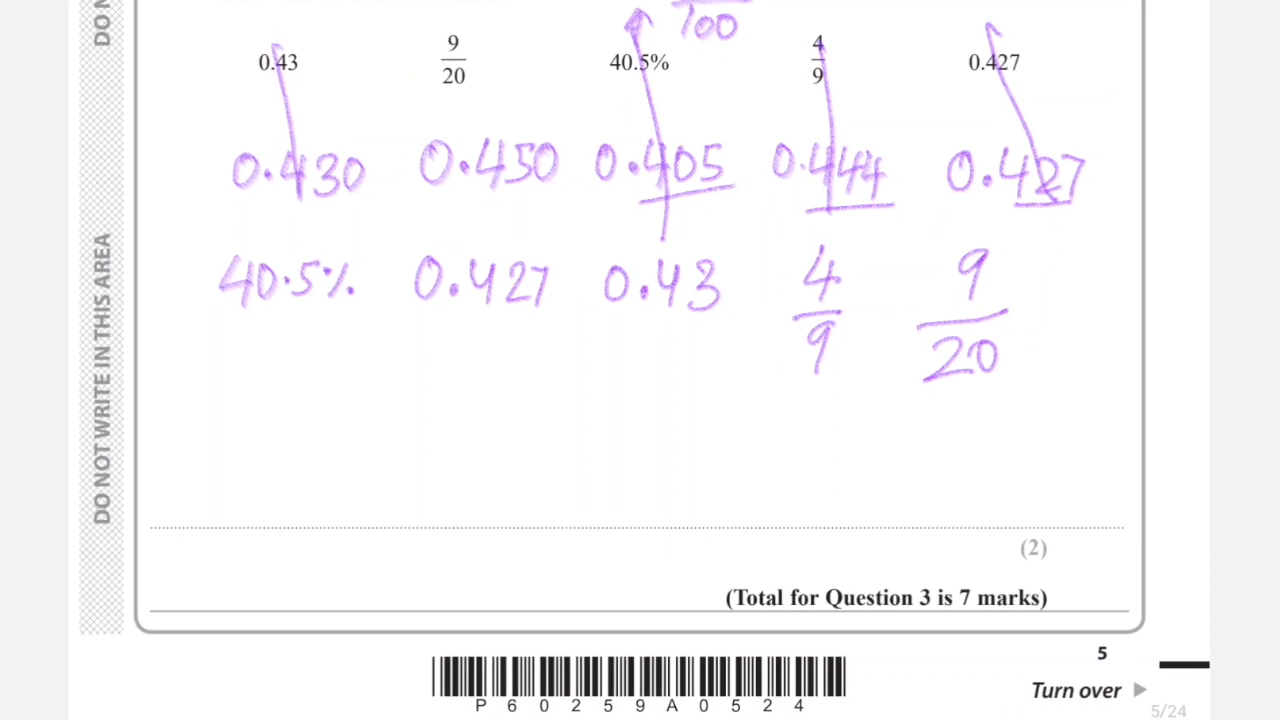 DO N
100
0.43 9/20 40.5% 4/9 0.427
0.430 0.450 0.405 0.444 0.427
40.5% 0.427 0.43 4/9 9/20
DO NOT WRITE IN THIS AREA
(2)
(Total for Question 3 is 7 marks)
5
Turn over
P 6 0 2 5 9 A 0 5 2 4
5/24